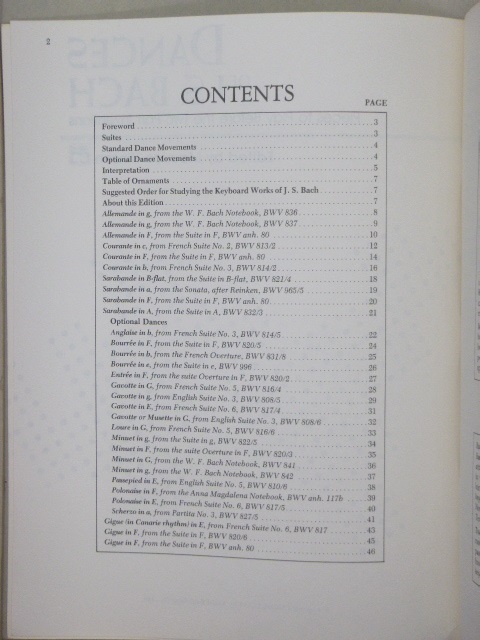 2
CONTENTS
PAGE
Foreword 3
Suites 3
Standard Dance Movements 4
Optional Dance Movements 4
Interpretation 5
Table of Ornaments 7
Suggested Order for Studying the Keyboard Works of J. S. Bach 7
About this Edition 7
Allemande in g, from the W. F. Bach Notebook, BWV 836 8
Allemande in g, from the W. F. Bach Notebook, BWV 837 9
Allemande in F, from the Suite in F, BWV anh. 80 10
Courante in c, from French Suite No. 2, BWV 813/2 12
Courante in F, from the Suite in F, BWV anh. 80 14
Courante in b, from French Suite No. 3, BWV 814/2 16
Sarabande in B-flat, from the Suite in B-flat, BWV 821/4 18
Sarabande in a, from the Sonata, after Reinken, BWV 965/5 19
Sarabande in F, from the Suite in F, BWV anh. 80 20
Sarabande in A, from the Suite in A, BWV 832/3 21
Optional Dances
Anglaise in b, from French Suite No. 3, BWV 814/5 22
Bourrée in F, from the Suite in F, BWV 820/5 24
Bourrée in b, from the French Overture, BWV 831/8 25
Bourrée in e, from the Suite in e, BWV 996 26
Entrée in F, from the suite Overture in F, BWV 820/2 27
Gavotte in G, from French Suite No. 5, BWV 816/4 28
Gavotte in g, from English Suite No. 3, BWV 808/5 29
Gavotte in E, from French Suite No. 6, BWV 817/4 31
Gavotte or Musette in G, from English Suite No. 3, BWV 808/6 32
Loure in G, from French Suite No. 5, BWV 816/6 33
Minuet in g, from the Suite in g, BWV 822/5 34
Minuet in F, from the suite Overture in F, BWV 820/3 35
Minuet in G, from the W. F. Bach Notebook, BWV 841 36
Minuet in g, from the W. F. Bach Notebook, BWV 842 37
Passepied in E, from English Suite No. 5, BWV 810/6 38
Polonaise in F, from the Anna Magdalena Notebook, BWV anh. 117b 39
Polonaise in E, from French Suite No. 6, BWV 817/5 40
Scherzo in a, from Partita No. 3, BWV 827/5 41
Gigue (in Canarie rhythm) in E, from French Suite No. 6, BWV 817 43
Gigue in F, from the Suite in F, BWV 820/6 45
Gigue in F, from the Suite in F, BWV anh. 80 46